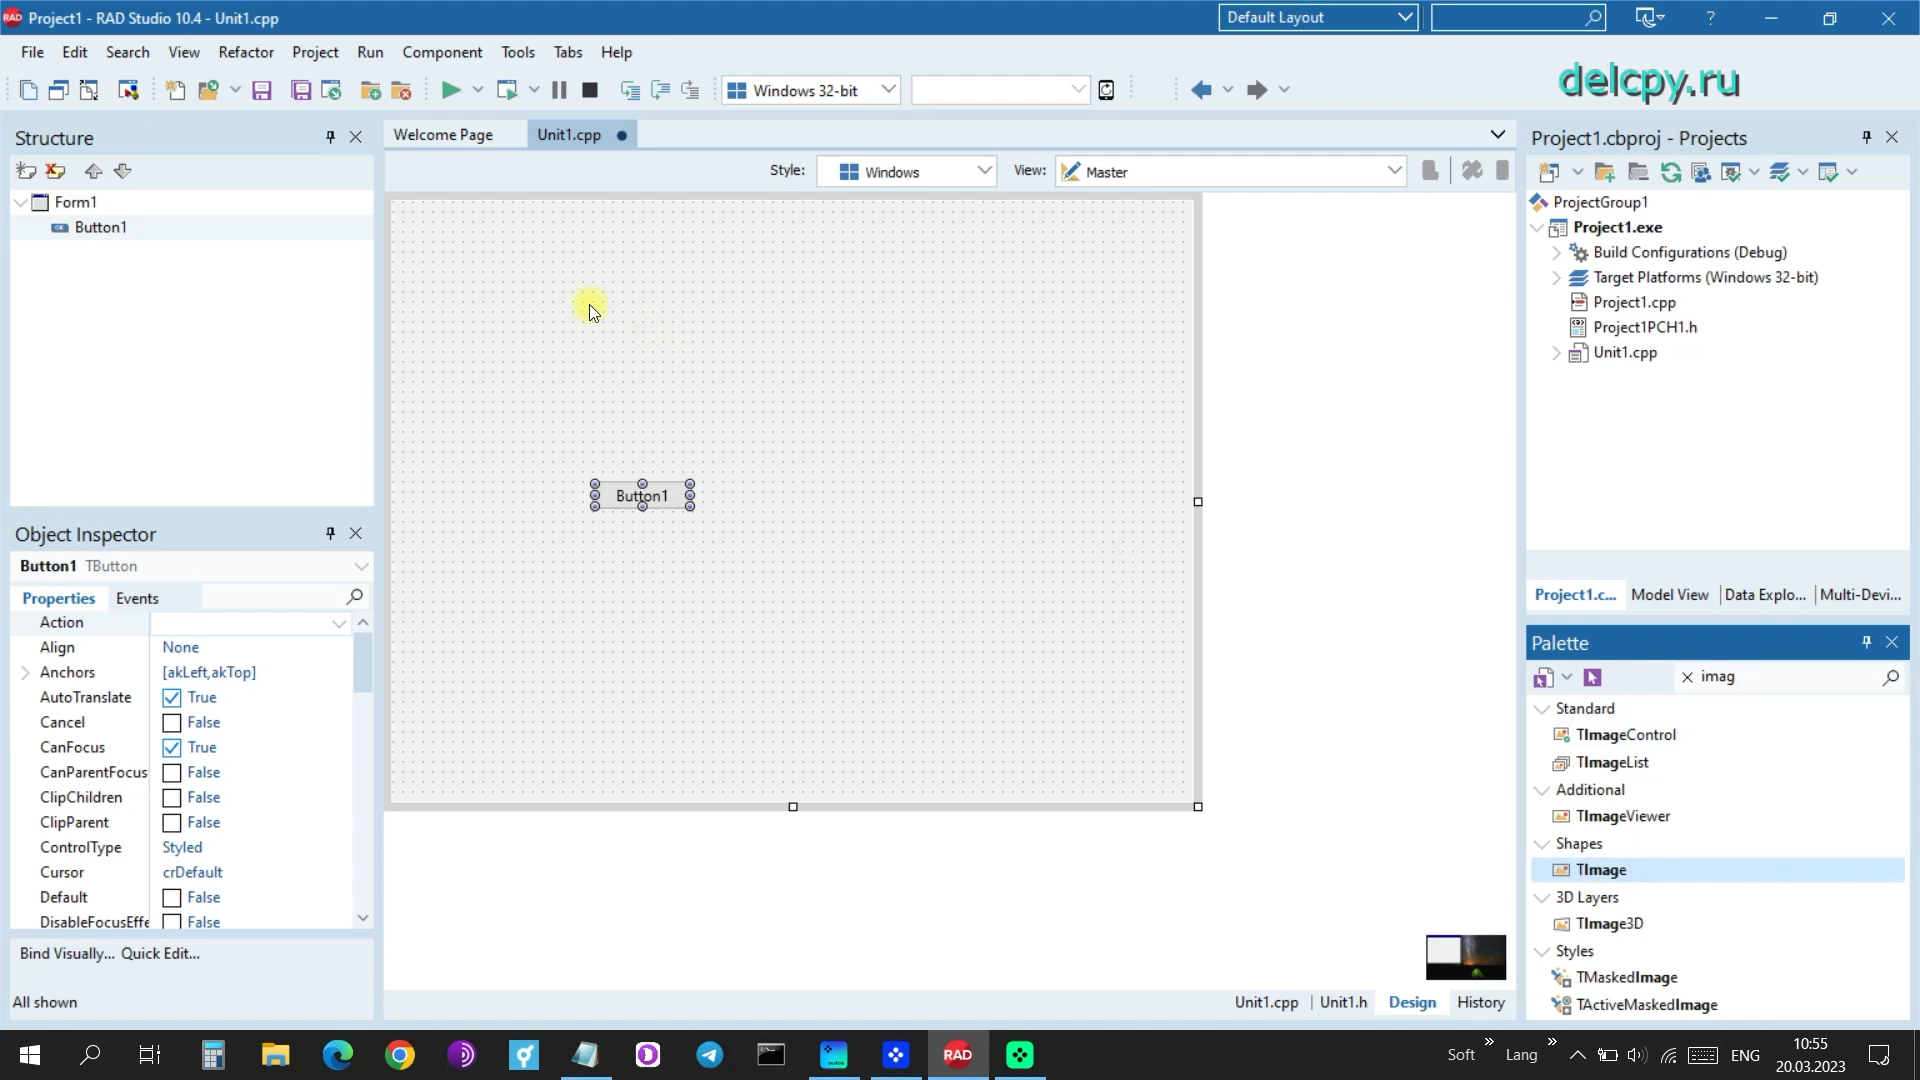 Project1 - RAD Studio 10.4 - Unit1.cpp
Default Layout
?
File Edit Search View Refactor Project Run Component Tools Tabs Help
Windows 32-bit
delcpy.ru
Structure
Form1
Button1
Welcome Page
Unit1.cpp
Style:
Windows
View:
Master
Button1
Project1.cbproj - Projects
ProjectGroup1
Project1.exe
Build Configurations (Debug)
Target Platforms (Windows 32-bit)
Project1.cpp
Project1PCH1.h
Unit1.cpp
Project1.c... Model View Data Explo... Multi-Devi...
Object Inspector
Button1 TButton
Properties Events
Action
Align None
Anchors [akLeft,akTop]
AutoTranslate True
Cancel False
CanFocus True
CanParentFocus False
ClipChildren False
ClipParent False
ControlType Styled
Cursor crDefault
Default False
DisableFocusEffe False
Bind Visually... Quick Edit...
All shown
Palette
imag
Standard
TImageControl
TImageList
Additional
TImageViewer
Shapes
TImage
3D Layers
TImage3D
Styles
TMaskedImage
TActiveMaskedImage
Unit1.cpp Unit1.h Design History
RAD
Soft
Lang
ENG
10:55
20.03.2023